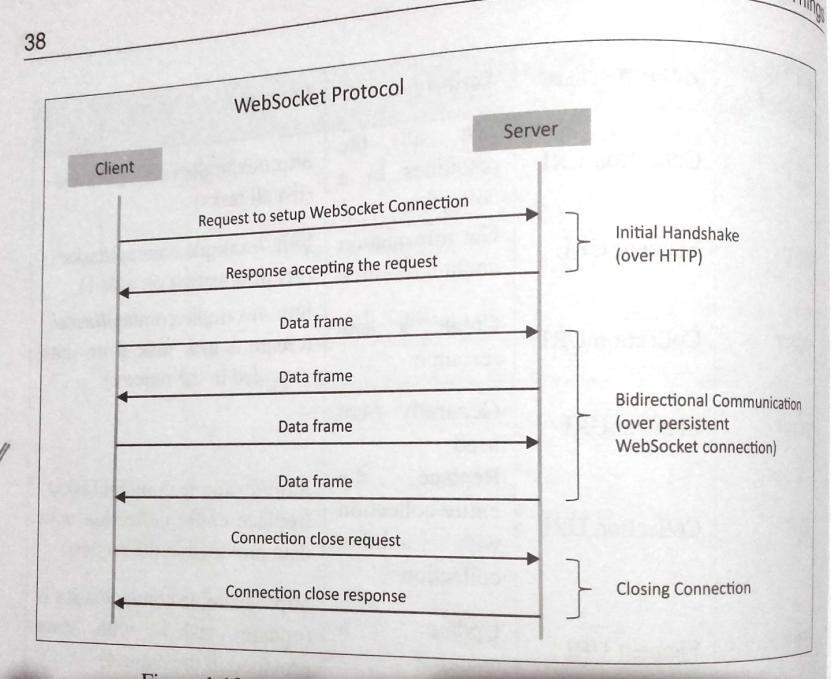 38
WebSocket Protocol
Client
Server
Request to setup WebSocket Connection
Response accepting the request
Initial Handshake
(over HTTP)
Data frame
Data frame
Data frame
Data frame
Bidirectional Communication
(over persistent
WebSocket connection)
Connection close request
Connection close response
Closing Connection